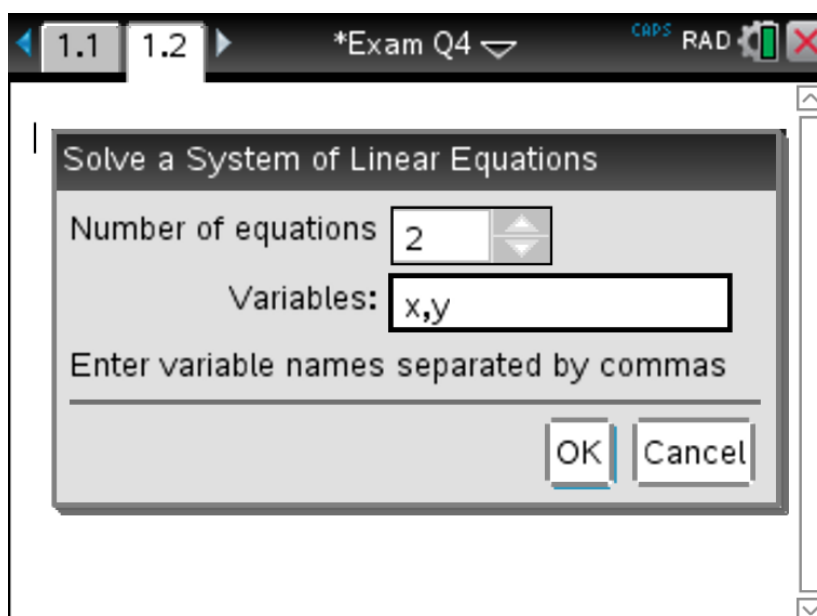 1.1 1.2 *Exam Q4 CAPS RAD
Solve a System of Linear Equations
Number of equations 2
Variables: x,y
Enter variable names separated by commas
OK Cancel